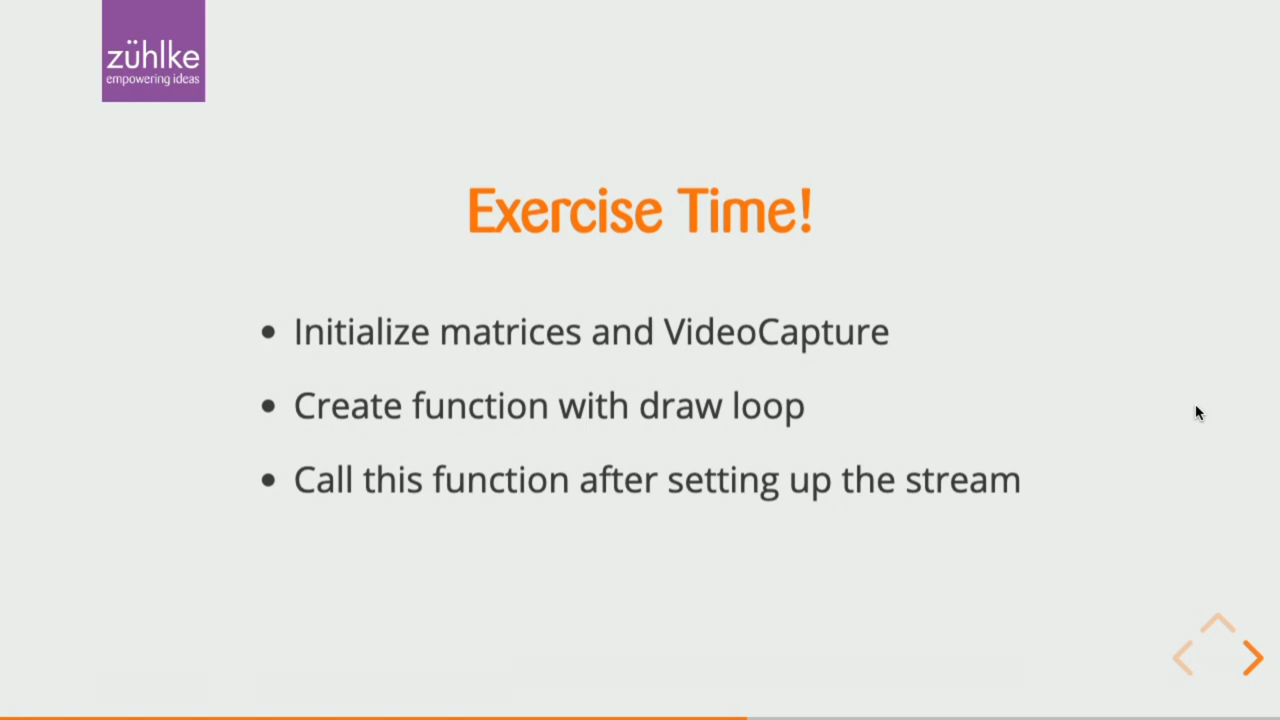 zühlke
empowering ideas
Exercise Time!
• Initialize matrices and VideoCapture
• Create function with draw loop
• Call this function after setting up the stream